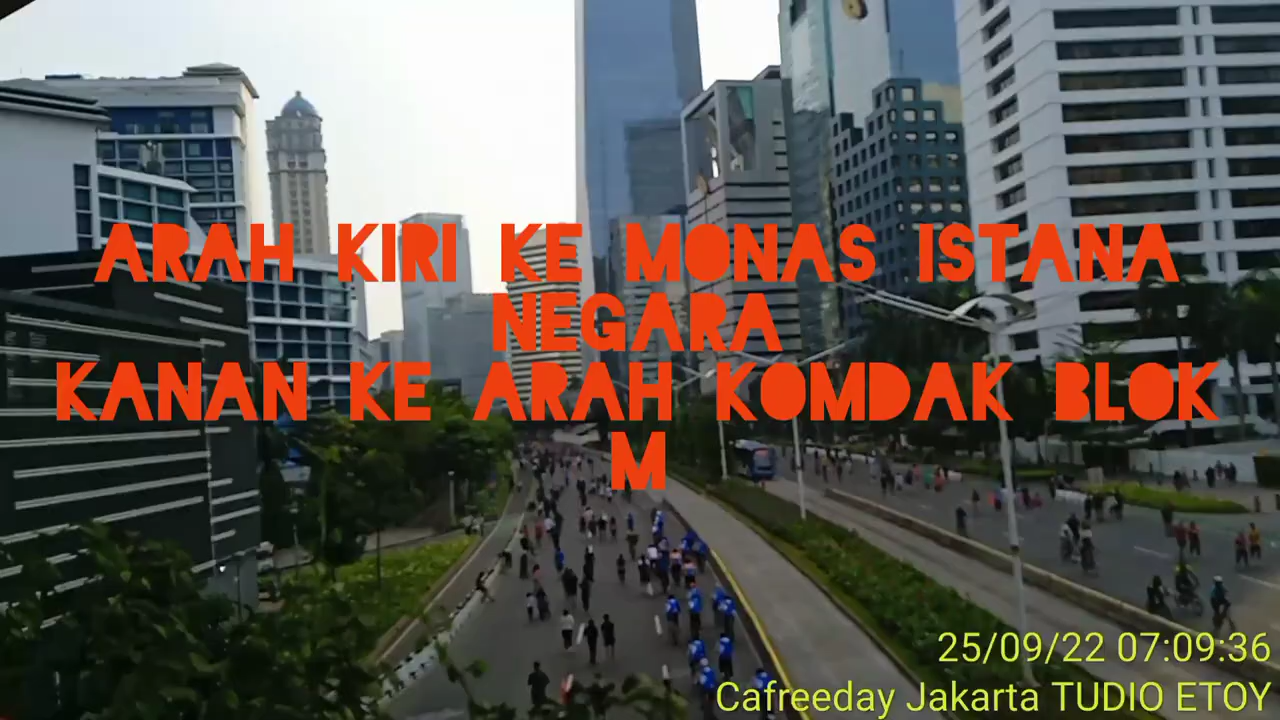 ARAH KIRI KE MONAS ISTANA
NEGARA
KANAN KE ARAH KOMDAK BLOK
M
25/09/22 07:09:36
Cafreeday Jakarta TUDIO ETOY